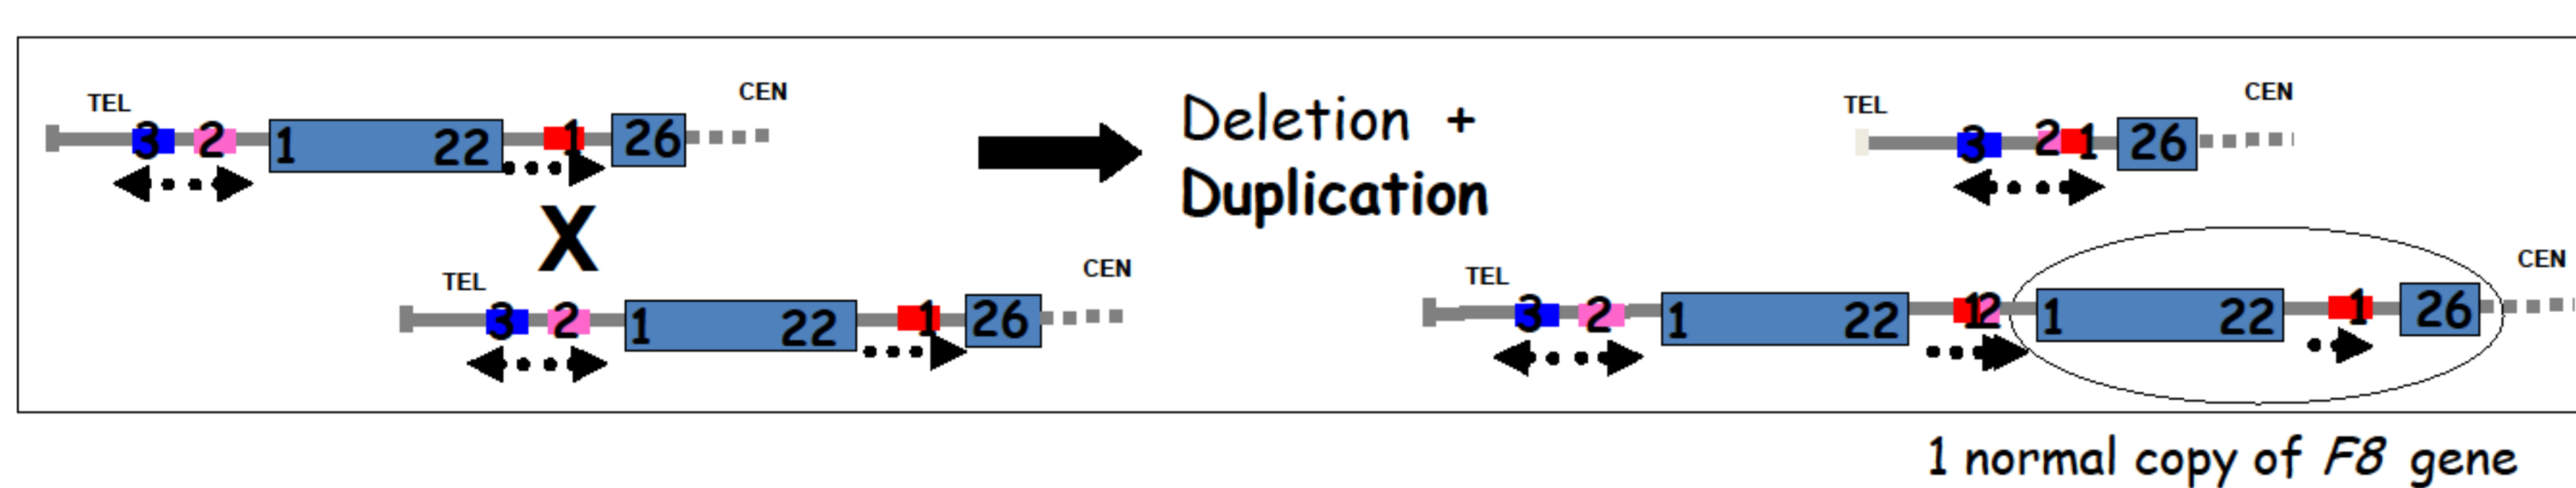 TEL
CEN
3 2 1 22 1 26
X
TEL
CEN
3 2 1 22 1 26
Deletion +
Duplication
TEL
CEN
3 2 1 26
TEL
CEN
3 2 1 22 1 2 1 22 1 26
1 normal copy of F8 gene